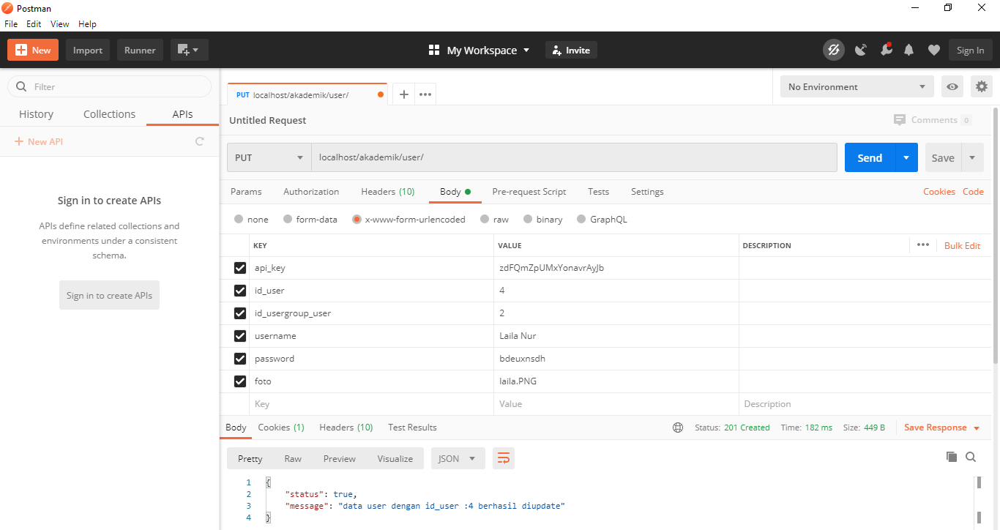 Postman
File Edit View Help
New Import Runner My Workspace Invite Sign In
Filter
History Collections APIs
New API
Sign in to create APIs
APIs define related collections and
environments under a consistent
schema.
Sign in to create APIs
PUT localhost/akademik/user/
No Environment
Untitled Request
Comments 0
PUT localhost/akademik/user/ Send Save
Params Authorization Headers (10) Body Pre-request Script Tests Settings Cookies Code
none form-data x-www-form-urlencoded raw binary GraphQL
KEY VALUE DESCRIPTION Bulk Edit
api_key zdFQmZpUMxYonavrAyJb
id_user 4
id_usergroup_user 2
username Laila Nur
password bdeuxnsdh
foto laila.PNG
Key Value Description
Body Cookies (1) Headers (10) Test Results Status: 201 Created Time: 182 ms Size: 449 B Save Response
Pretty Raw Preview Visualize JSON
1 {
2 "status": true,
3 "message": "data user dengan id_user :4 berhasil diupdate"
4 }